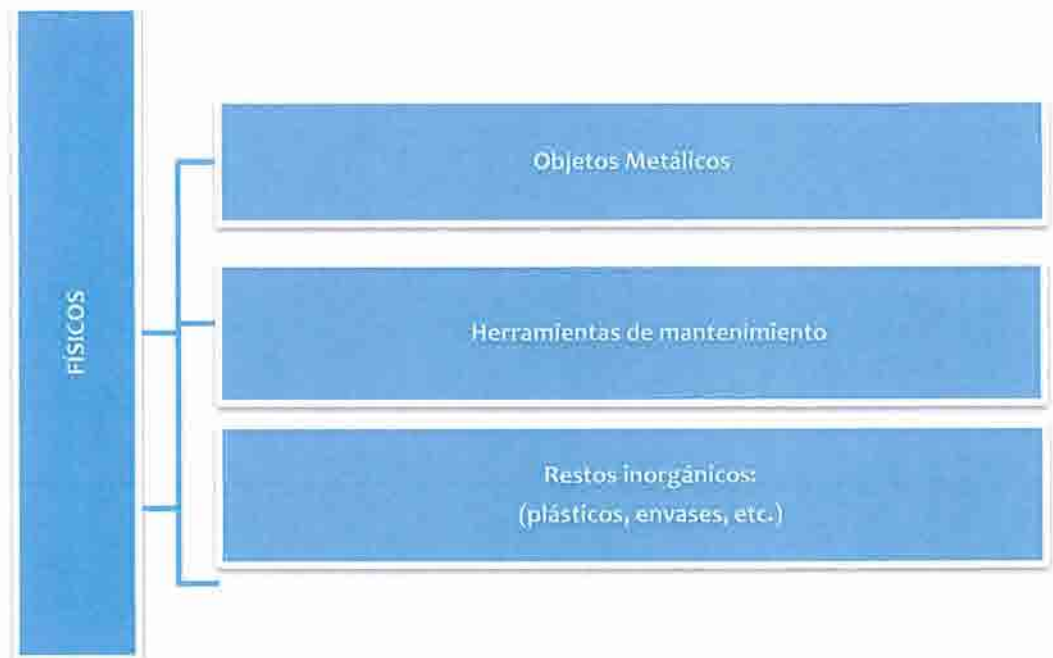 FÍSICOS
Objetos Metálicos
Herramientas de mantenimiento
Restos inorgánicos:
(plásticos, envases, etc.)